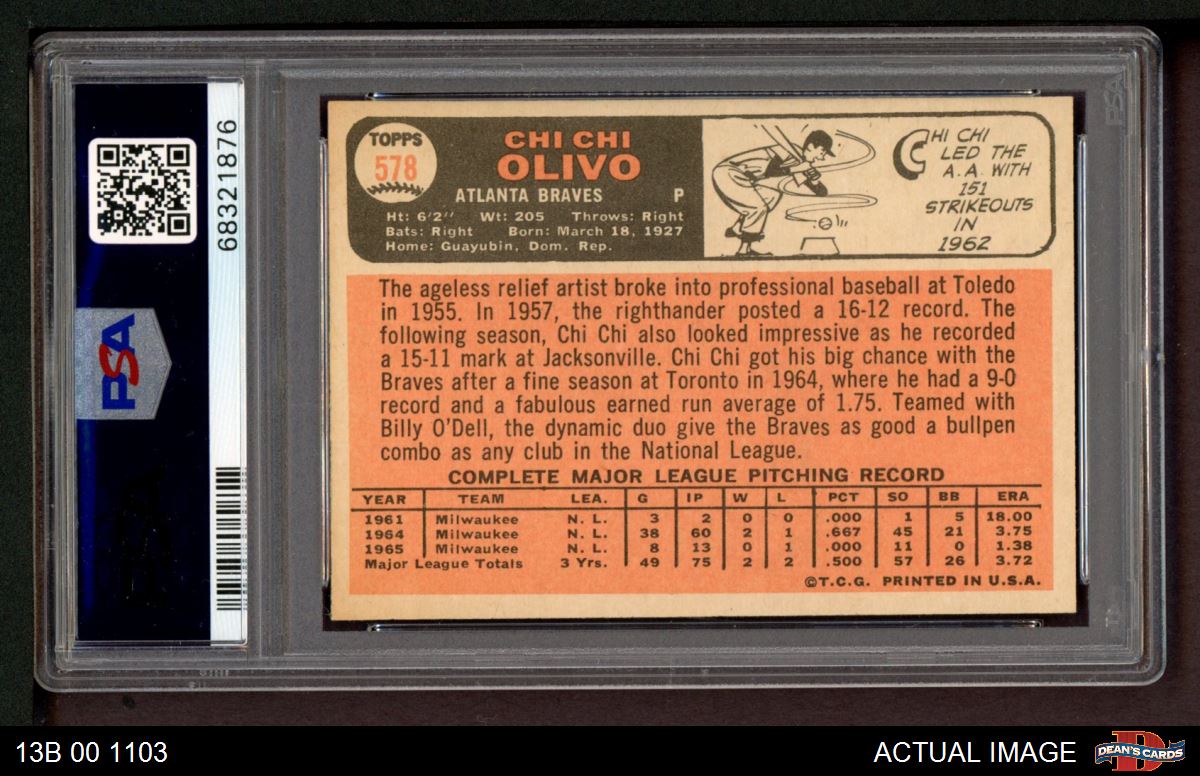 68321876
PSA
PSA
TOPPS
578
CHI CHI
OLIVO
ATLANTA BRAVES P
Ht: 6'2" Wt: 205 Throws: Right
Bats: Right Born: March 18, 1927
Home: Guayubin, Dom. Rep.
CHI CHI
LED THE
A.A. WITH
151
STRIKEOUTS
IN
1962
The ageless relief artist broke into professional baseball at Toledo
in 1955. In 1957, the righthander posted a 16-12 record. The
following season, Chi Chi also looked impressive as he recorded
a 15-11 mark at Jacksonville. Chi Chi got his big chance with the
Braves after a fine season at Toronto in 1964, where he had a 9-0
record and a fabulous earned run average of 1.75. Teamed with
Billy O'Dell, the dynamic duo give the Braves as good a bullpen
combo as any club in the National League.
COMPLETE MAJOR LEAGUE PITCHING RECORD
YEAR TEAM LEA. G IP W L PCT SO BB ERA
1961 Milwaukee N. L. 3 2 0 0 .000 1 5 18.00
1964 Milwaukee N. L. 38 60 2 1 .667 45 21 3.75
1965 Milwaukee N. L. 8 13 0 1 .000 11 0 1.38
Major League Totals 3 Yrs. 49 75 2 2 .500 57 26 3.72
©T.C.G. PRINTED IN U.S.A.
13B 00 1103
ACTUAL IMAGE
DEAN'S CARDS